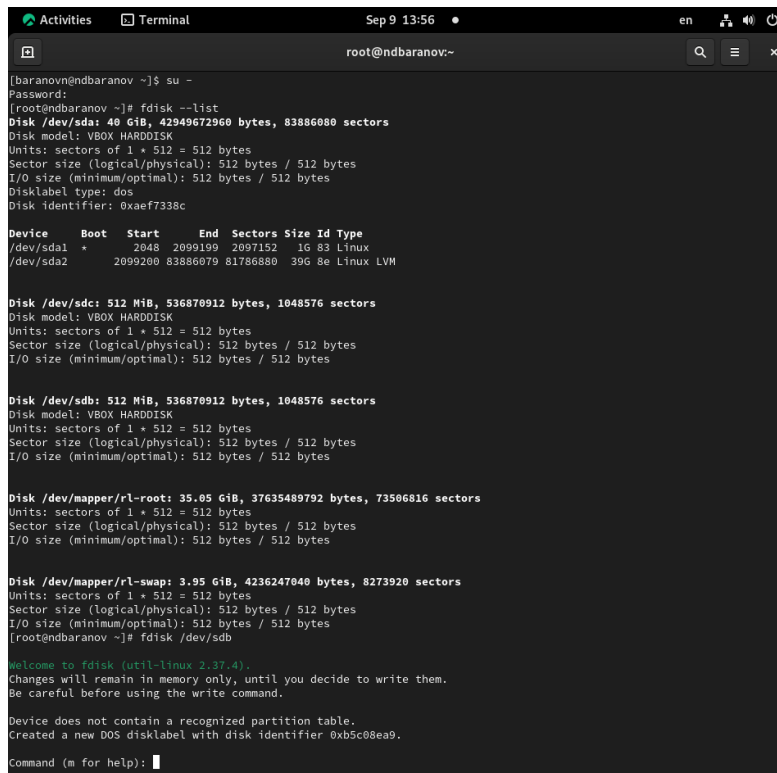 Activities Terminal Sep 9 13:56 en
root@ndbaranov:~
[baranovn@ndbaranov ~]$ su -
Password:
[root@ndbaranov ~]# fdisk --list
Disk /dev/sda: 40 GiB, 42949672960 bytes, 83886080 sectors
Disk model: VBOX HARDDISK
Units: sectors of 1 * 512 = 512 bytes
Sector size (logical/physical): 512 bytes / 512 bytes
I/O size (minimum/optimal): 512 bytes / 512 bytes
Disklabel type: dos
Disk identifier: 0xaef7338c
Device Boot Start End Sectors Size Id Type
/dev/sda1 * 2048 2099199 2097152 1G 83 Linux
/dev/sda2 2099200 83886079 81786880 39G 8e Linux LVM
Disk /dev/sdc: 512 MiB, 536870912 bytes, 1048576 sectors
Disk model: VBOX HARDDISK
Units: sectors of 1 * 512 = 512 bytes
Sector size (logical/physical): 512 bytes / 512 bytes
I/O size (minimum/optimal): 512 bytes / 512 bytes
Disk /dev/sdb: 512 MiB, 536870912 bytes, 1048576 sectors
Disk model: VBOX HARDDISK
Units: sectors of 1 * 512 = 512 bytes
Sector size (logical/physical): 512 bytes / 512 bytes
I/O size (minimum/optimal): 512 bytes / 512 bytes
Disk /dev/mapper/rl-root: 35.05 GiB, 37635489792 bytes, 73506816 sectors
Units: sectors of 1 * 512 = 512 bytes
Sector size (logical/physical): 512 bytes / 512 bytes
I/O size (minimum/optimal): 512 bytes / 512 bytes
Disk /dev/mapper/rl-swap: 3.95 GiB, 4236247040 bytes, 8273920 sectors
Units: sectors of 1 * 512 = 512 bytes
Sector size (logical/physical): 512 bytes / 512 bytes
I/O size (minimum/optimal): 512 bytes / 512 bytes
[root@ndbaranov ~]# fdisk /dev/sdb
Welcome to fdisk (util-linux 2.37.4).
Changes will remain in memory only, until you decide to write them.
Be careful before using the write command.
Device does not contain a recognized partition table.
Created a new DOS disklabel with disk identifier 0xb5c08ea9.
Command (m for help):